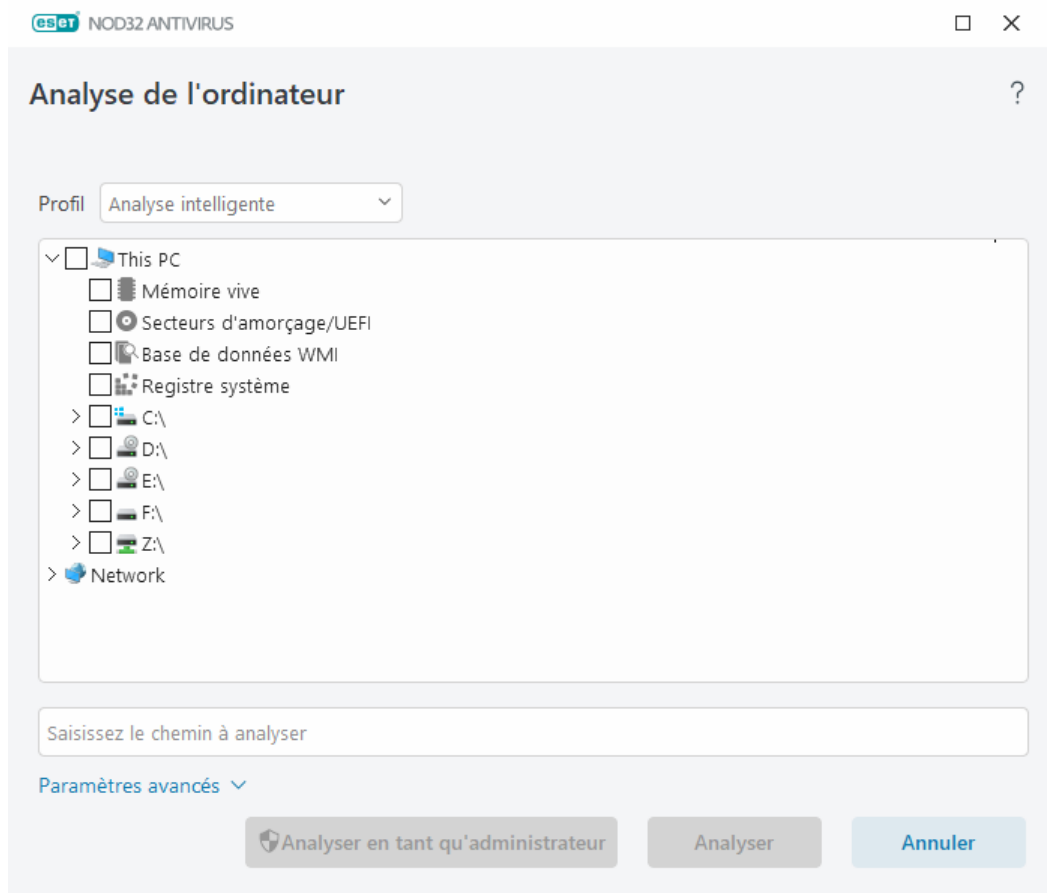 eset NOD32 ANTIVIRUS
Analyse de l'ordinateur
?
Profil Analyse intelligente
This PC
Mémoire vive
Secteurs d'amorçage/UEFI
Base de données WMI
Registre système
C:\
D:\
E:\
F:\
Z:\
Network
Saisissez le chemin à analyser
Paramètres avancés
Analyser en tant qu'administrateur Analyser Annuler